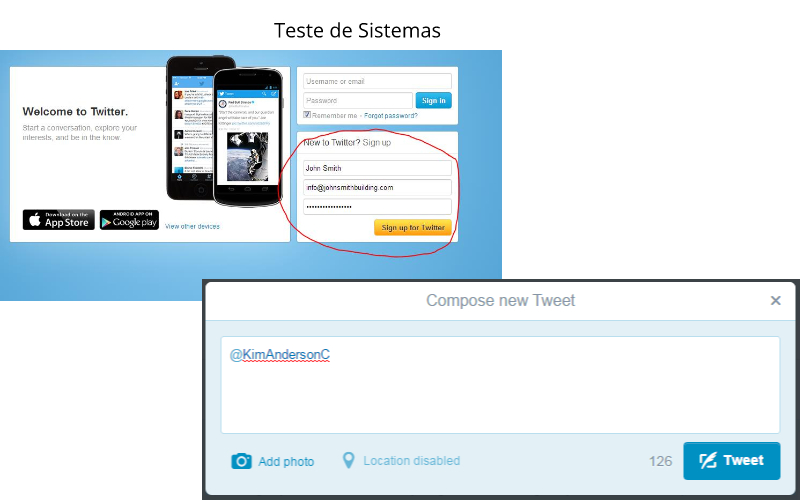 Teste de Sistemas
Welcome to Twitter.
Start a conversation, explore your
interests, and be in the know.
Download on the
App Store
ANDROID APP ON
Google play
View other devices
Username or email
Password
Sign in
Remember me · Forgot password?
New to Twitter? Sign up
John Smith
info@johnsmithbuilding.com
Sign up for Twitter
Compose new Tweet
@KimAndersonC
Add photo
Location disabled
126
Tweet